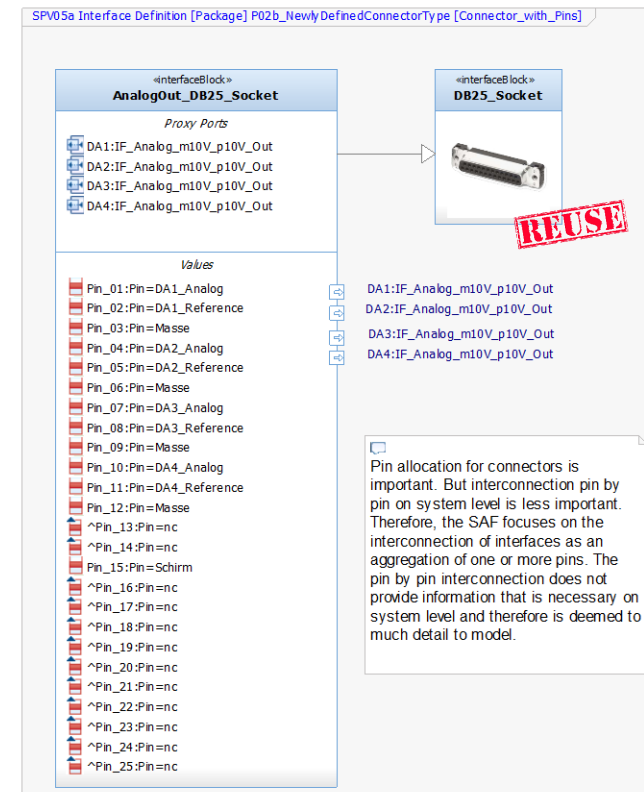 SPV05a Interface Definition [Package] P02b_NewlyDefinedConnectorType [Connector_with_Pins]
«interfaceBlock»
AnalogOut_DB25_Socket
Proxy Ports
DA1:IF_Analog_m10V_p10V_Out
DA2:IF_Analog_m10V_p10V_Out
DA3:IF_Analog_m10V_p10V_Out
DA4:IF_Analog_m10V_p10V_Out
Values
Pin_01:Pin=DA1_Analog
Pin_02:Pin=DA1_Reference
Pin_03:Pin=Masse
Pin_04:Pin=DA2_Analog
Pin_05:Pin=DA2_Reference
Pin_06:Pin=Masse
Pin_07:Pin=DA3_Analog
Pin_08:Pin=DA3_Reference
Pin_09:Pin=Masse
Pin_10:Pin=DA4_Analog
Pin_11:Pin=DA4_Reference
Pin_12:Pin=Masse
^Pin_13:Pin=nc
^Pin_14:Pin=nc
Pin_15:Pin=Schirm
^Pin_16:Pin=nc
^Pin_17:Pin=nc
^Pin_18:Pin=nc
^Pin_19:Pin=nc
^Pin_20:Pin=nc
^Pin_21:Pin=nc
^Pin_22:Pin=nc
^Pin_23:Pin=nc
^Pin_24:Pin=nc
^Pin_25:Pin=nc
«interfaceBlock»
DB25_Socket
REUSE
DA1:IF_Analog_m10V_p10V_Out
DA2:IF_Analog_m10V_p10V_Out
DA3:IF_Analog_m10V_p10V_Out
DA4:IF_Analog_m10V_p10V_Out
Pin allocation for connectors is
important. But interconnection pin by
pin on system level is less important.
Therefore, the SAF focuses on the
interconnection of interfaces as an
aggregation of one or more pins. The
pin by pin interconnection does not
provide information that is necessary on
system level and therefore is deemed to
much detail to model.